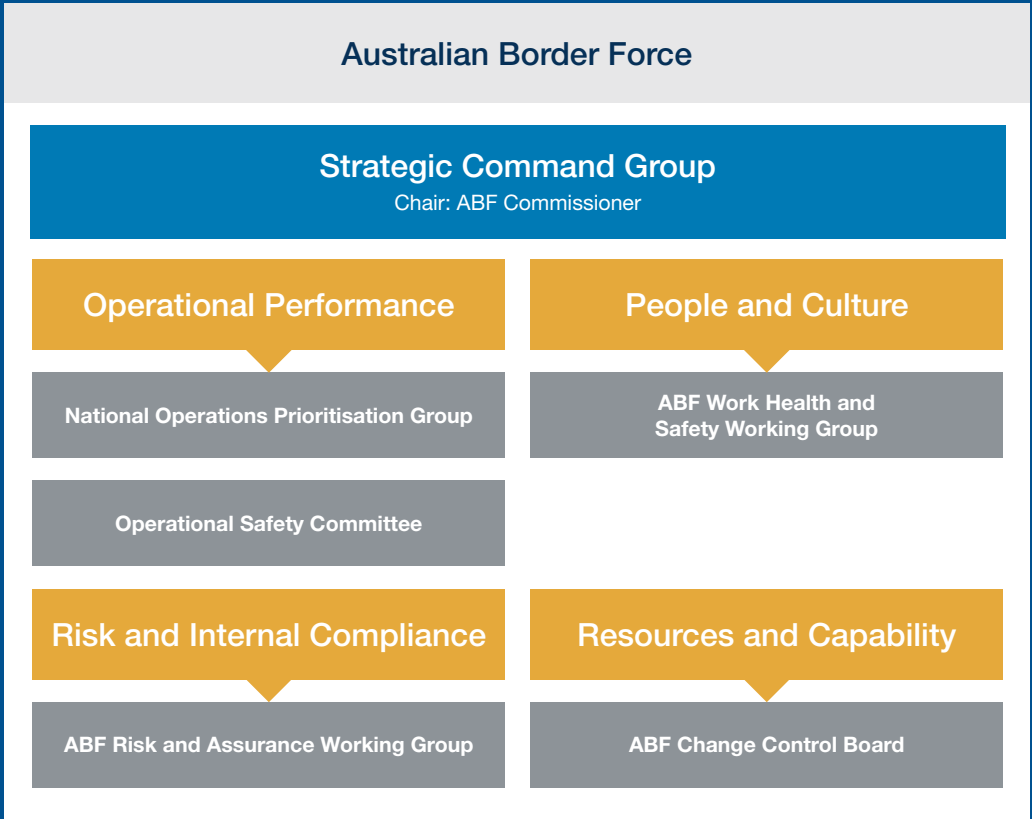 Australian Border Force
Strategic Command Group
Chair: ABF Commissioner
Operational Performance
National Operations Prioritisation Group
Operational Safety Committee
People and Culture
ABF Work Health and
Safety Working Group
Risk and Internal Compliance
ABF Risk and Assurance Working Group
Resources and Capability
ABF Change Control Board